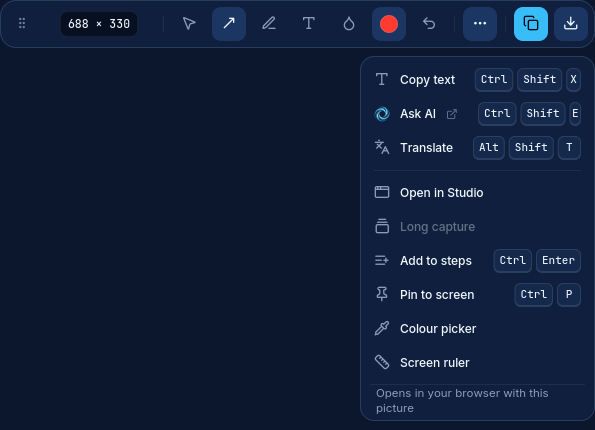 688 × 330
T
Copy text Ctrl Shift X
Ask AI Ctrl Shift E
Translate Alt Shift T
Open in Studio
Long capture
Add to steps Ctrl Enter
Pin to screen Ctrl P
Colour picker
Screen ruler
Opens in your browser with this
picture